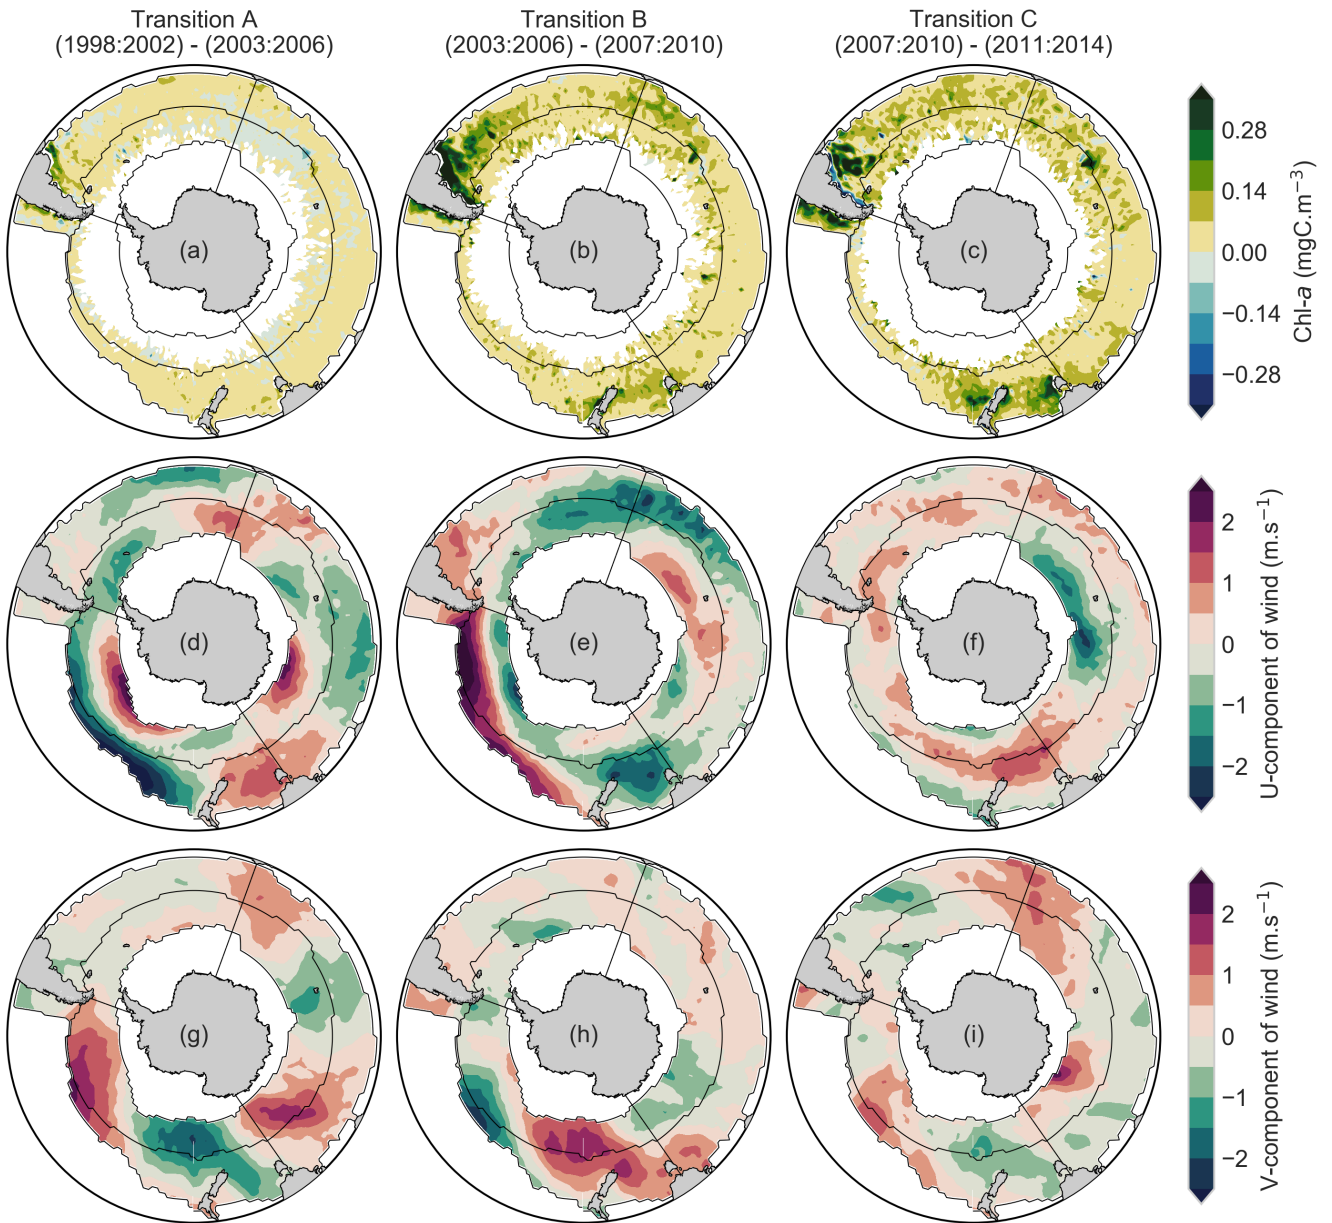 Transition A
(1998:2002) - (2003:2006)
Transition B
(2003:2006) - (2007:2010)
Transition C
(2007:2010) - (2011:2014)
(a)
(b)
(c)
0.28
0.14
0.00
−0.14
−0.28
Chl-a (mgC.m⁻³)
(d)
(e)
(f)
2
1
0
−1
−2
U-component of wind (m.s⁻¹)
(g)
(h)
(i)
2
1
0
−1
−2
V-component of wind (m.s⁻¹)